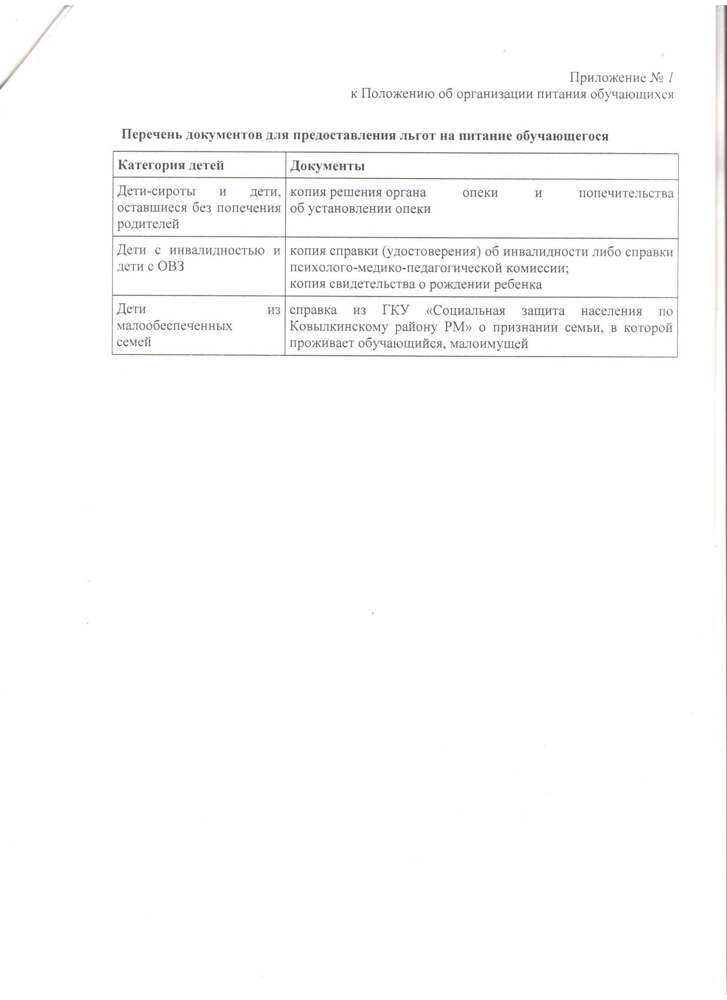 Приложение № 1
к Положению об организации питания обучающихся
Перечень документов для предоставления льгот на питание обучающегося
Категория детей
Документы
Дети-сироты и дети,
оставшиеся без попечения
родителей
копия решения органа опеки и попечительства
об установлении опеки
Дети с инвалидностью и
дети с ОВЗ
копия справки (удостоверения) об инвалидности либо справки
психолого-медико-педагогической комиссии;
копия свидетельства о рождении ребенка
Дети из
малообеспеченных
семей
справка из ГКУ «Социальная защита населения по
Ковылкинскому району РМ» о признании семьи, в которой
проживает обучающийся, малоимущей